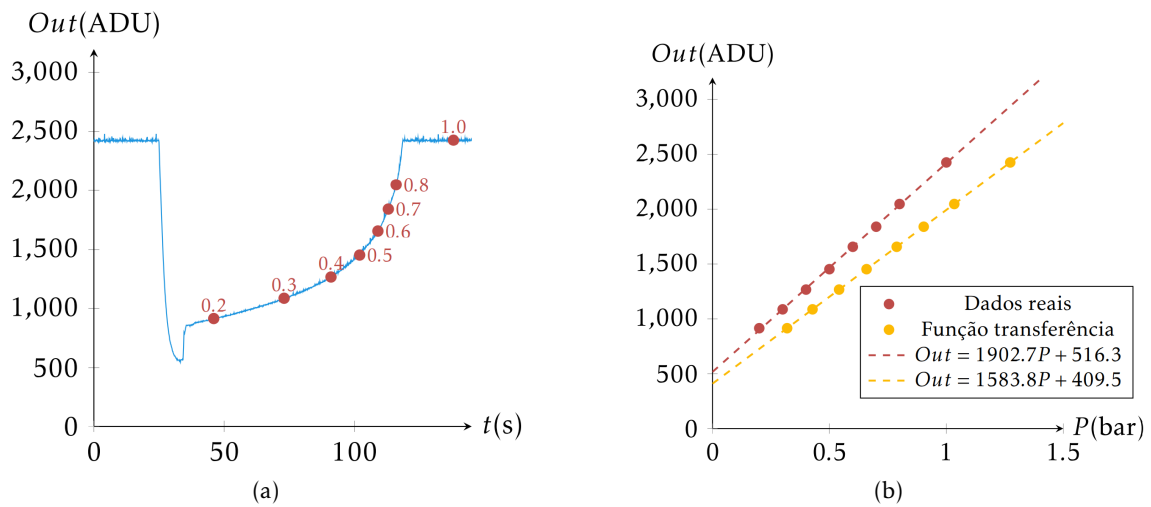 Out(ADU)
3,000
2,500
2,000
1,500
1,000
500
0
0
50
100
t(s)
0.2
0.3
0.4
0.5
0.6
0.7
0.8
1.0
(a)
Out(ADU)
3,000
2,500
2,000
1,500
1,000
500
0
0
0.5
1
1.5
P(bar)
Dados reais
Função transferência
Out = 1902.7P + 516.3
Out = 1583.8P + 409.5
(b)